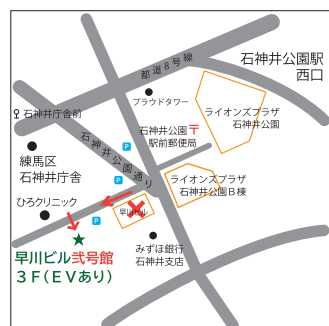 石神井公園駅
西口
都道8号線
プラウドタワー
ライオンズプラザ
石神井公園
石神井庁舎前
石神井公園
駅前郵便局
〒
石神井公園通り
P
練馬区
石神井庁舎
P
ライオンズプラザ
石神井公園B棟
ひろクリニック
早川ビル
P
みずほ銀行
石神井支店
早川ビル弐号館
3F(EVあり)